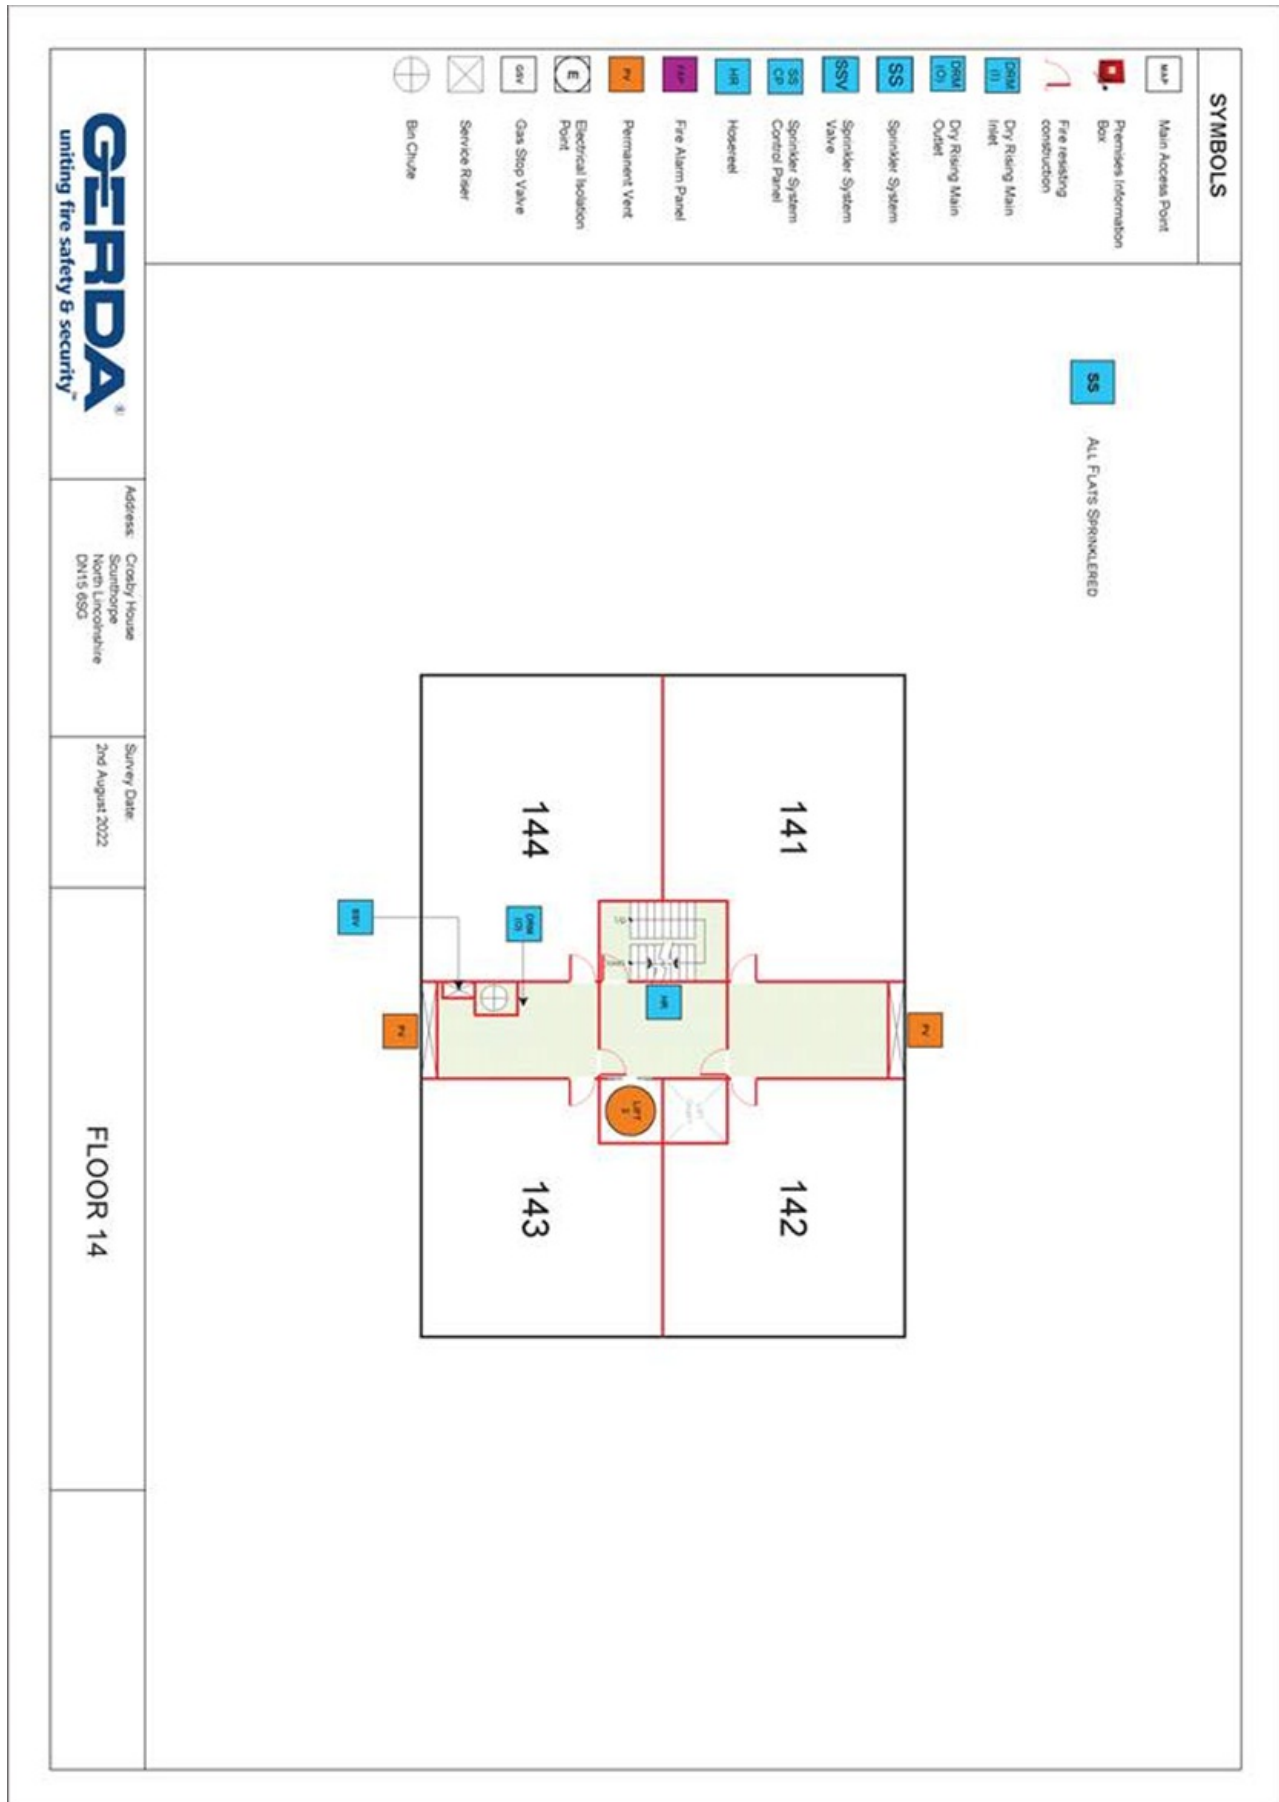 SYMBOLS
MAP
Main Access Point
Premises Information
Box
Fire resisting
construction
DRM
(I)
Dry Rising Main
Inlet
DRM
(O)
Dry Rising Main
Outlet
SS
Sprinkler System
SSV
Sprinkler System
Valve
SS
CP
Sprinkler System
Control Panel
HR
Hosereel
FAP
Fire Alarm Panel
PV
Permanent Vent
E
Electrical Isolation
Point
GSV
Gas Stop Valve
Service Riser
Bin Chute
SS
ALL FLATS SPRINKLERED
141
142
144
143
HR
DRM
(O)
SSV
PV
PV
LIFT
LIFT
GERDA®
uniting fire safety & security™
Address: Crosby House
Scunthorpe
North Lincolnshire
DN15 6SG
Survey Date:
2nd August 2022
FLOOR 14